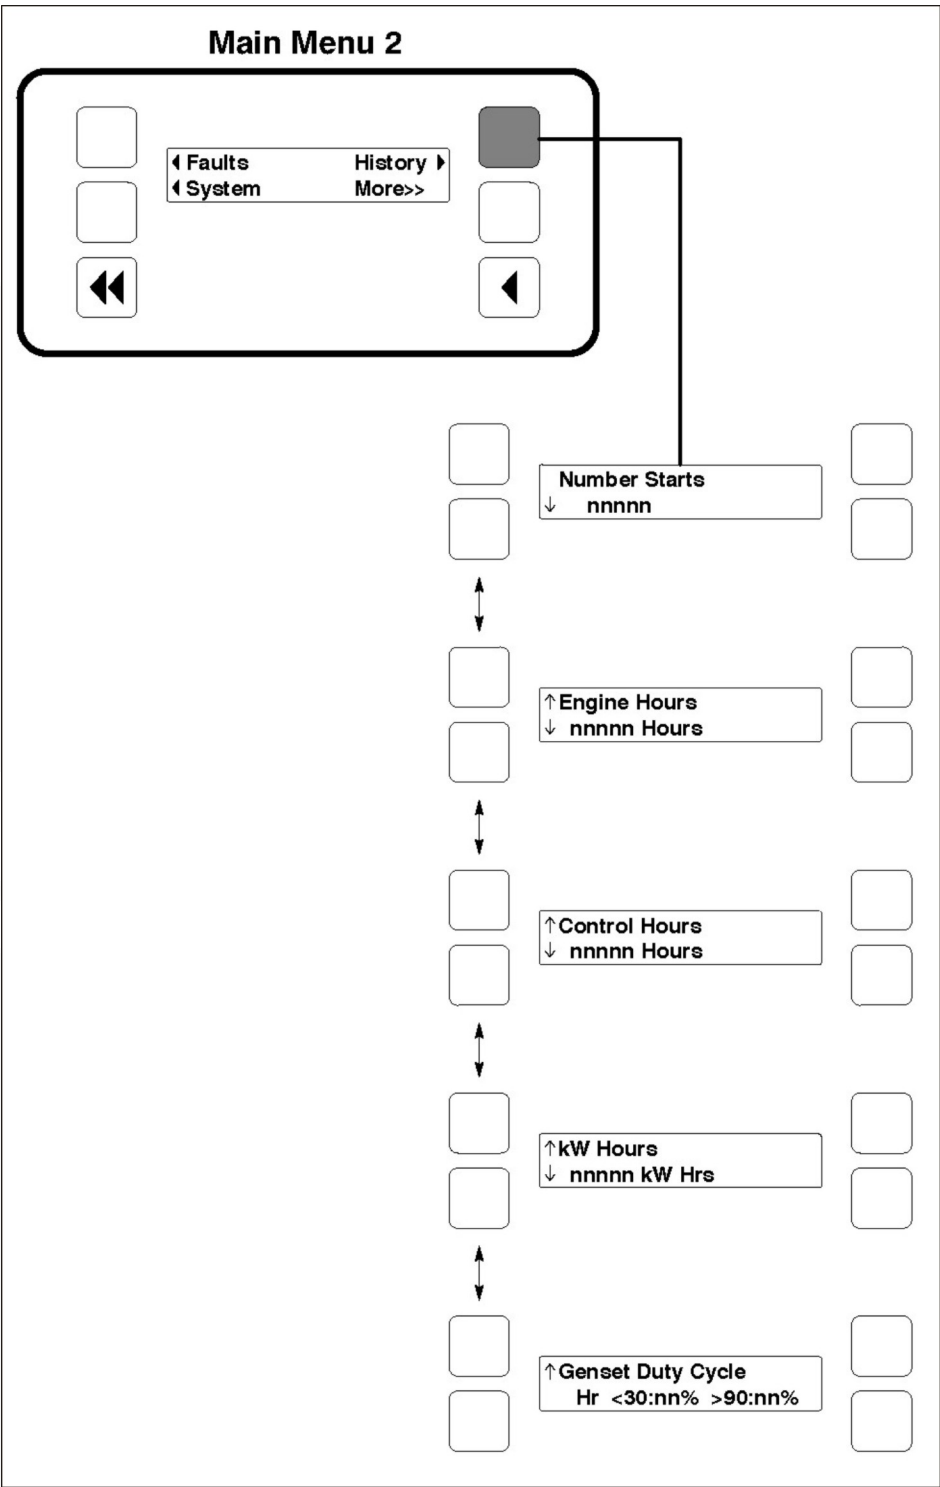 Main Menu 2
Faults History
System More>>
Number Starts
↓ nnnnn
↑Engine Hours
↓ nnnnn Hours
↑Control Hours
↓ nnnnn Hours
↑kW Hours
↓ nnnnn kW Hrs
↑Genset Duty Cycle
Hr <30:nn% >90:nn%